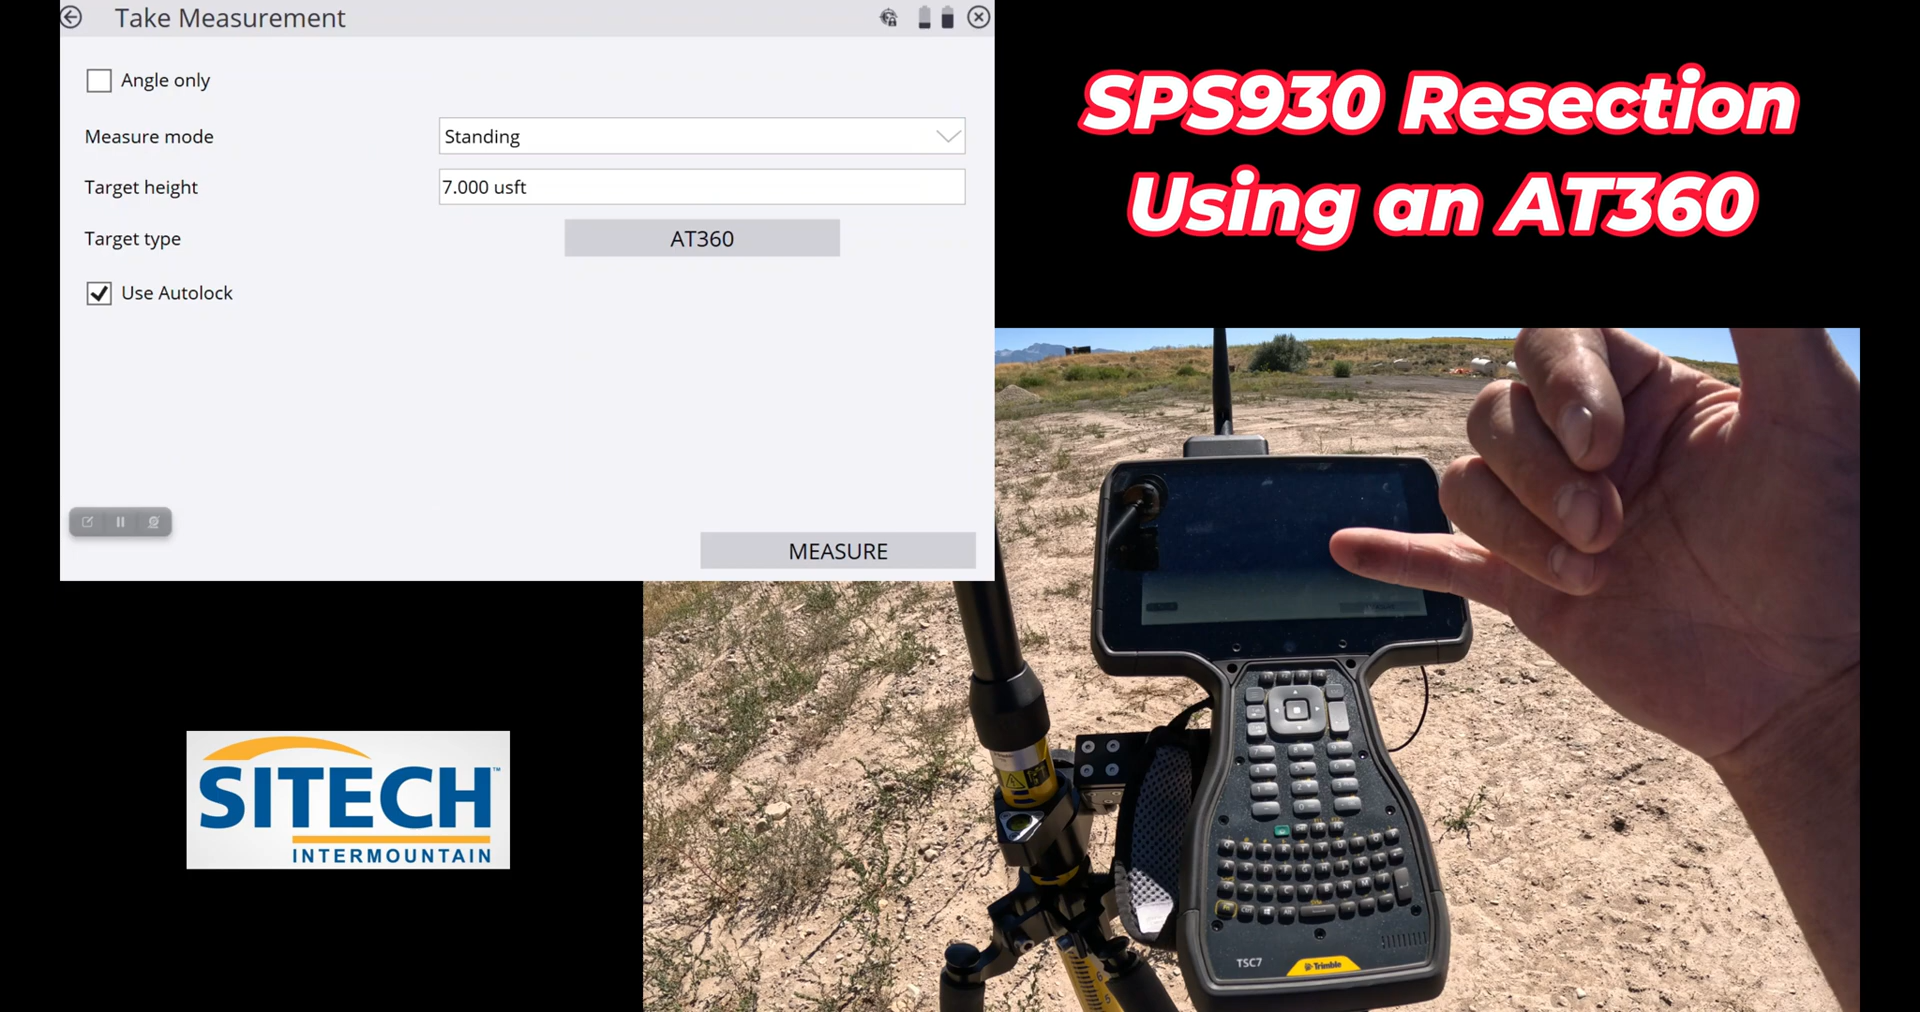 Take Measurement
Angle only
Measure mode
Standing
Target height
7.000 usft
Target type
AT360
Use Autolock
MEASURE
SPS930 Resection
Using an AT360
SITECH™
INTERMOUNTAIN
TSC7
Trimble